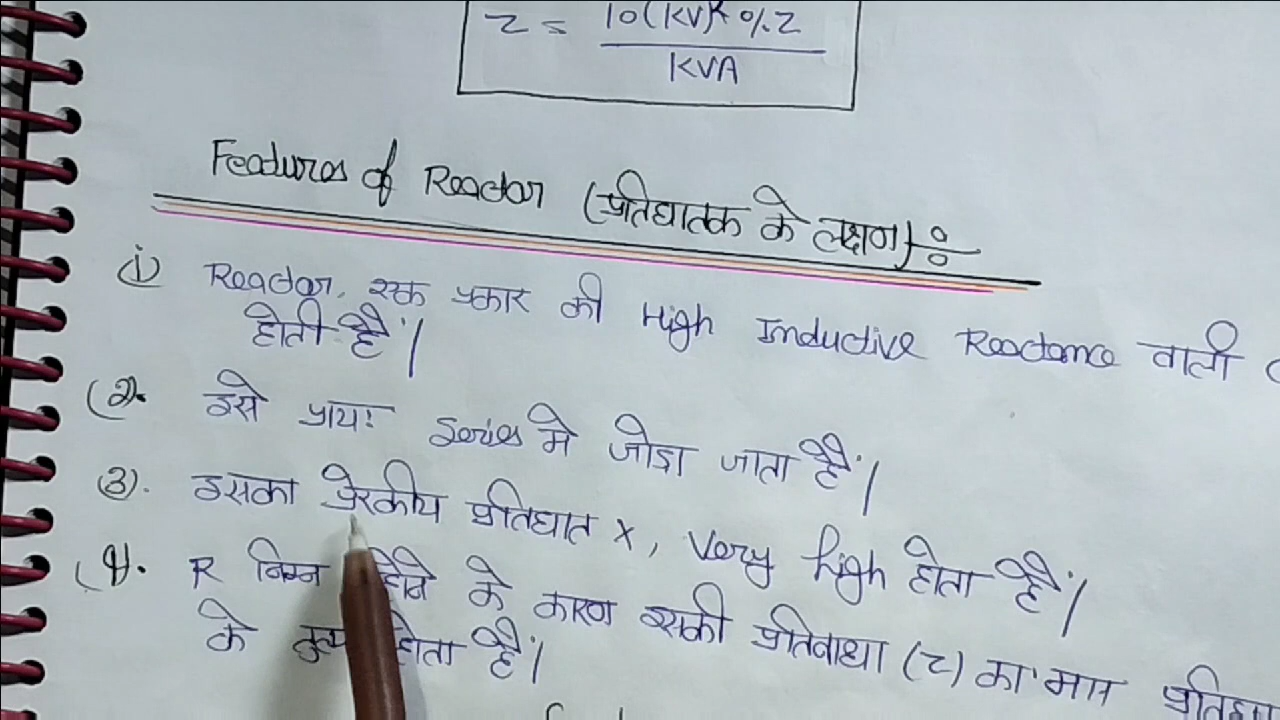 Z = 10(KV)² %Z
KVA
Features of Reactor (प्रतिघातक के लक्षण) ÷
(i) Reactor, एक प्रकार की High Inductive Reactance वाली
होती है।
(2). इसे प्राय: Series मे जोडा जाता है।
(3). इसका प्रेरकीय प्रतिघात X, Very high होता है।
(4). R निम्न होने के कारण इसकी प्रतिबाधा (Z) का मान
के होता है।